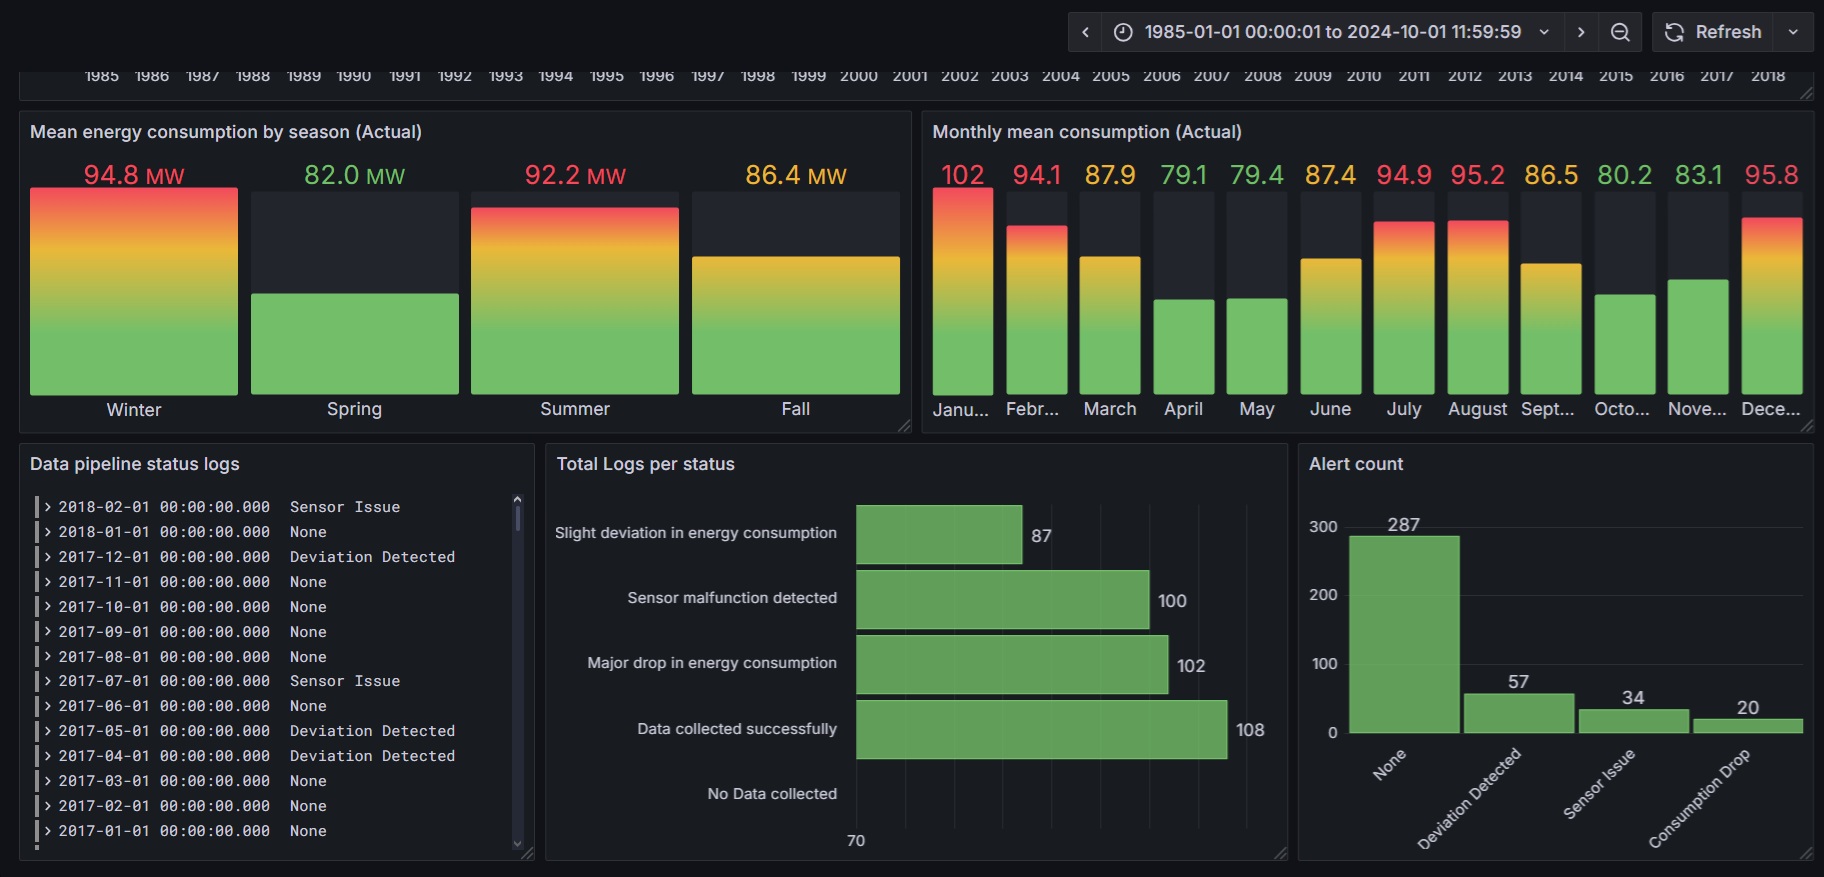 1985-01-01 00:00:01 to 2024-10-01 11:59:59
Refresh
1985 1986 1987 1988 1989 1990 1991 1992 1993 1994 1995 1996 1997 1998 1999 2000 2001 2002 2003 2004 2005 2006 2007 2008 2009 2010 2011 2012 2013 2014 2015 2016 2017 2018
Mean energy consumption by season (Actual)
94.8 MW 82.0 MW 92.2 MW 86.4 MW
Winter Spring Summer Fall
Monthly mean consumption (Actual)
102 94.1 87.9 79.1 79.4 87.4 94.9 95.2 86.5 80.2 83.1 95.8
Janu... Febr... March April May June July August Sept... Octo... Nove... Dece...
Data pipeline status logs
2018-02-01 00:00:00.000 Sensor Issue
2018-01-01 00:00:00.000 None
2017-12-01 00:00:00.000 Deviation Detected
2017-11-01 00:00:00.000 None
2017-10-01 00:00:00.000 None
2017-09-01 00:00:00.000 None
2017-08-01 00:00:00.000 None
2017-07-01 00:00:00.000 Sensor Issue
2017-06-01 00:00:00.000 None
2017-05-01 00:00:00.000 Deviation Detected
2017-04-01 00:00:00.000 Deviation Detected
2017-03-01 00:00:00.000 None
2017-02-01 00:00:00.000 None
2017-01-01 00:00:00.000 None
Total Logs per status
Slight deviation in energy consumption 87
Sensor malfunction detected 100
Major drop in energy consumption 102
Data collected successfully 108
No Data collected
70
Alert count
300
200
100
0
287 57 34 20
None Deviation Detected Sensor Issue Consumption Drop